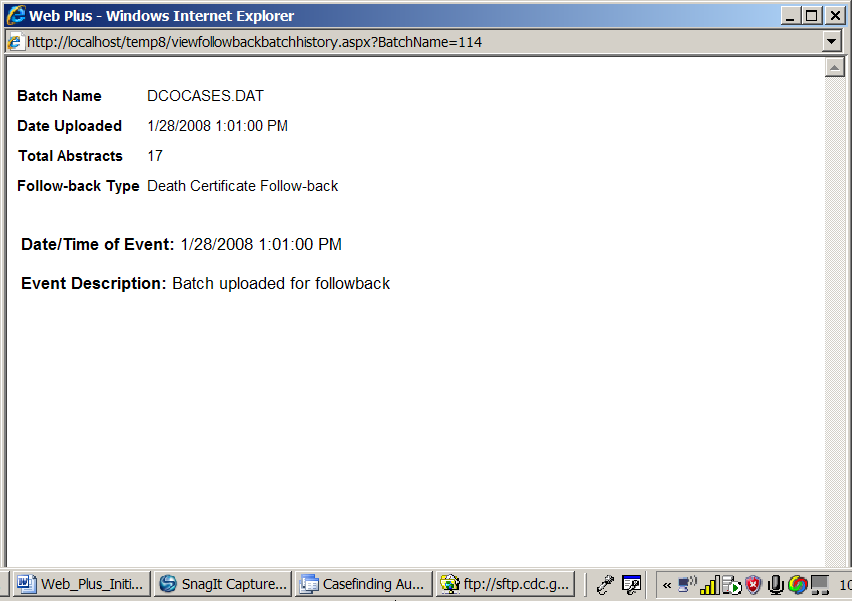 Web Plus - Windows Internet Explorer
http://localhost/temp8/viewfollowbackbatchhistory.aspx?BatchName=114
Batch Name DCOCASES.DAT
Date Uploaded 1/28/2008 1:01:00 PM
Total Abstracts 17
Follow-back Type Death Certificate Follow-back
Date/Time of Event: 1/28/2008 1:01:00 PM
Event Description: Batch uploaded for followback
Web_Plus_Initi... SnagIt Capture... Casefinding Au... ftp://sftp.cdc.g... « 10